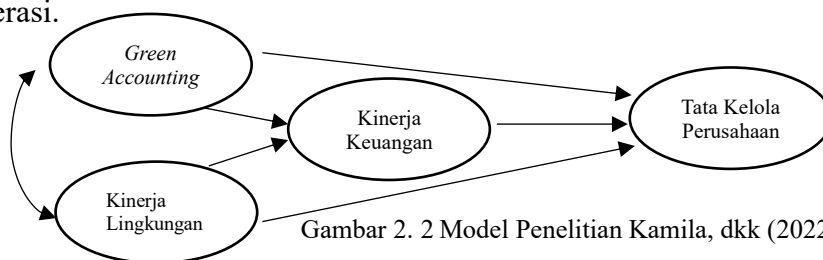 erasi.
Green
Accounting
Kinerja
Keuangan
Tata Kelola
Perusahaan
Kinerja
Lingkungan
Gambar 2. 2 Model Penelitian Kamila, dkk (2022